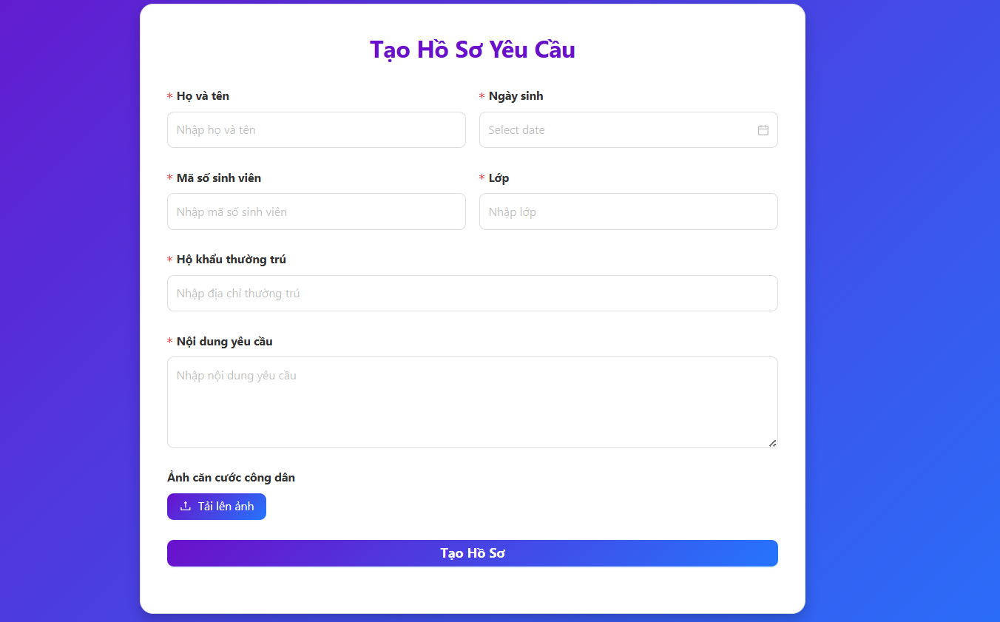 Tạo Hồ Sơ Yêu Cầu
* Họ và tên
* Ngày sinh
Nhập họ và tên
Select date
* Mã số sinh viên
* Lớp
Nhập mã số sinh viên
Nhập lớp
* Hộ khẩu thường trú
Nhập địa chỉ thường trú
* Nội dung yêu cầu
Nhập nội dung yêu cầu
Ảnh căn cước công dân
Tải lên ảnh
Tạo Hồ Sơ